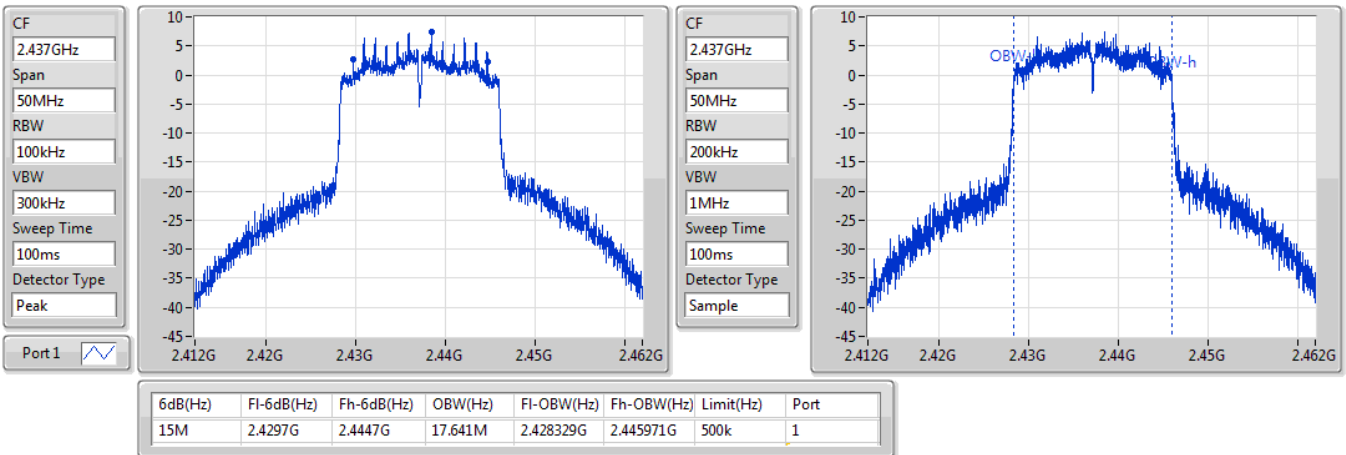 CF
2.437GHz
Span
50MHz
RBW
100kHz
VBW
300kHz
Sweep Time
100ms
Detector Type
Peak
Port 1
10-
5-
0-
-5-
-10-
-15-
-20-
-25-
-30-
-35-
-40-
-45-
2.412G 2.42G 2.43G 2.44G 2.45G 2.462G
CF
2.437GHz
Span
50MHz
RBW
200kHz
VBW
1MHz
Sweep Time
100ms
Detector Type
Sample
10-
5-
0-
-5-
-10-
-15-
-20-
-25-
-30-
-35-
-40-
-45-
2.412G 2.42G 2.43G 2.44G 2.45G 2.462G
6dB(Hz) Fl-6dB(Hz) Fh-6dB(Hz) OBW(Hz) Fl-OBW(Hz) Fh-OBW(Hz) Limit(Hz) Port
15M 2.4297G 2.4447G 17.641M 2.428329G 2.445971G 500k 1